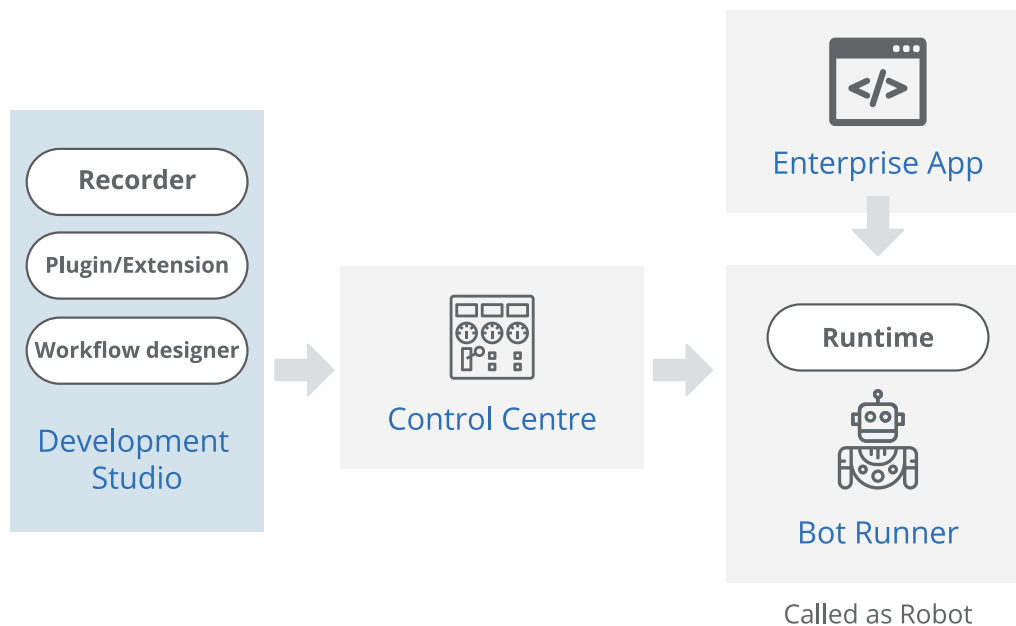 Recorder
Plugin/Extension
Workflow designer
Development
Studio
Control Centre
</>
Enterprise App
Runtime
Bot Runner
Called as Robot